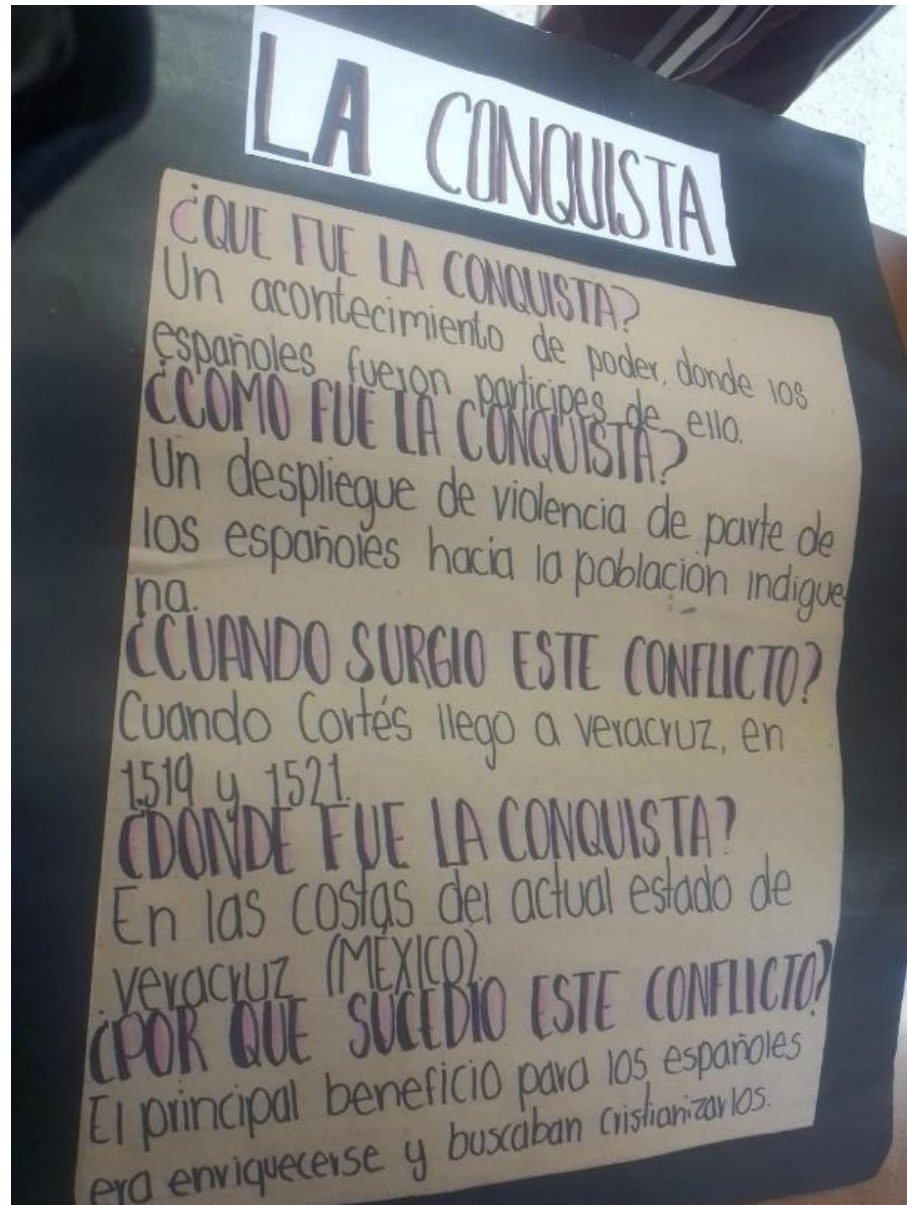 LA CONQUISTA
¿QUE FUE LA CONQUISTA?
Un acontecimiento de poder, donde los
españoles fueron participes de ello.
¿COMO FUE LA CONQUISTA?
Un despliegue de violencia de parte de
los españoles hacia la población indigue
na.
¿CUANDO SURGIO ESTE CONFLICTO?
Cuando Cortés llego a veracruz, en
1519 y 1521.
¿DONDE FUE LA CONQUISTA?
En las costas del actual estado de
veracruz (MÉXICO).
¿POR QUE SUCEDIO ESTE CONFLICTO?
El principal beneficio para los españoles
era enriquecerse y buscaban cristianizarlos.